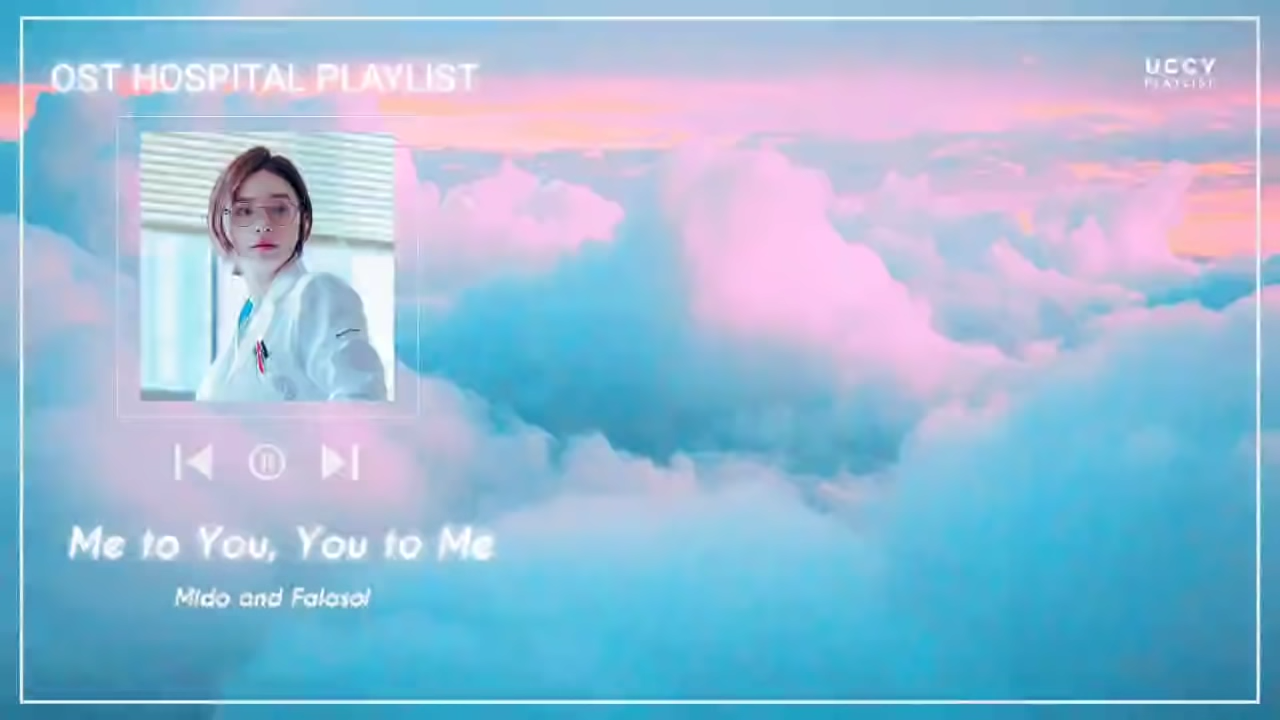 OST HOSPITAL PLAYLIST
UCCY
PLAYLIST
Me to You, You to Me
Mido and Falasol